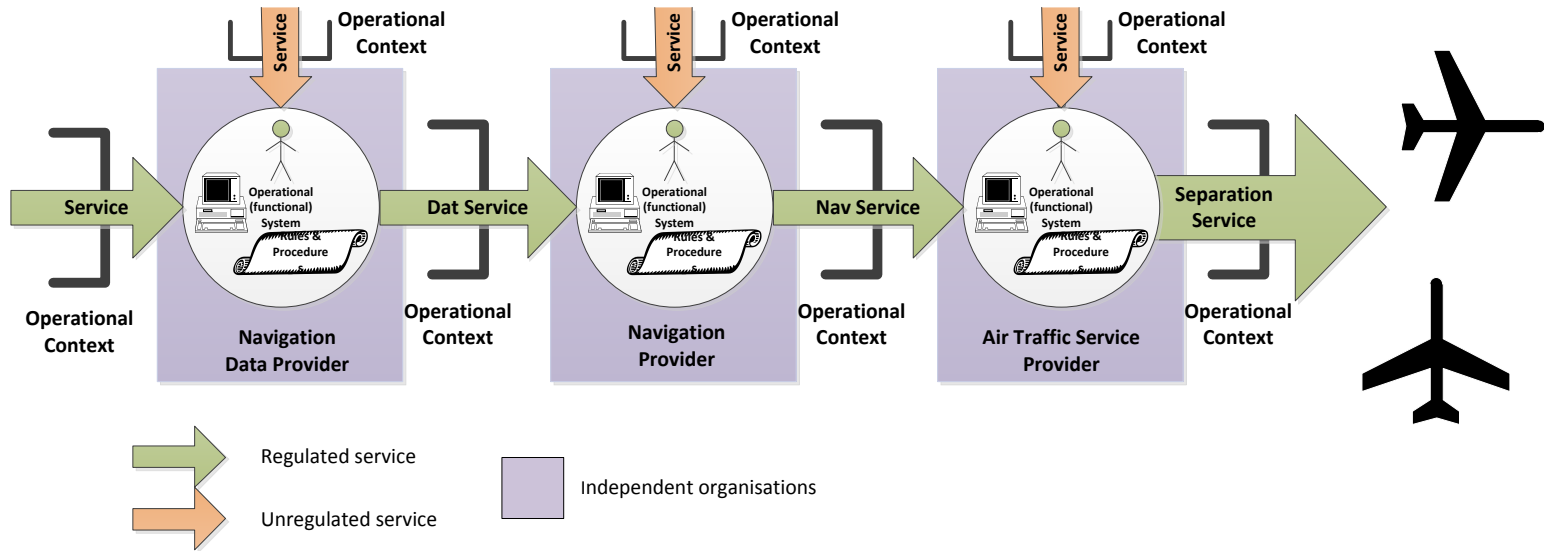 Service
Operational
Context
Service
Operational
Context
Service
Operational
Context
Service
Operational
Context
Operational
(functional)
System
Rules &
Procedure
s
Navigation
Data Provider
Dat Service
Operational
Context
Operational
(functional)
System
Rules &
Procedure
s
Navigation
Provider
Nav Service
Operational
Context
Operational
(functional)
System
Rules &
Procedure
s
Air Traffic Service
Provider
Separation
Service
Operational
Context
Regulated service
Unregulated service
Independent organisations